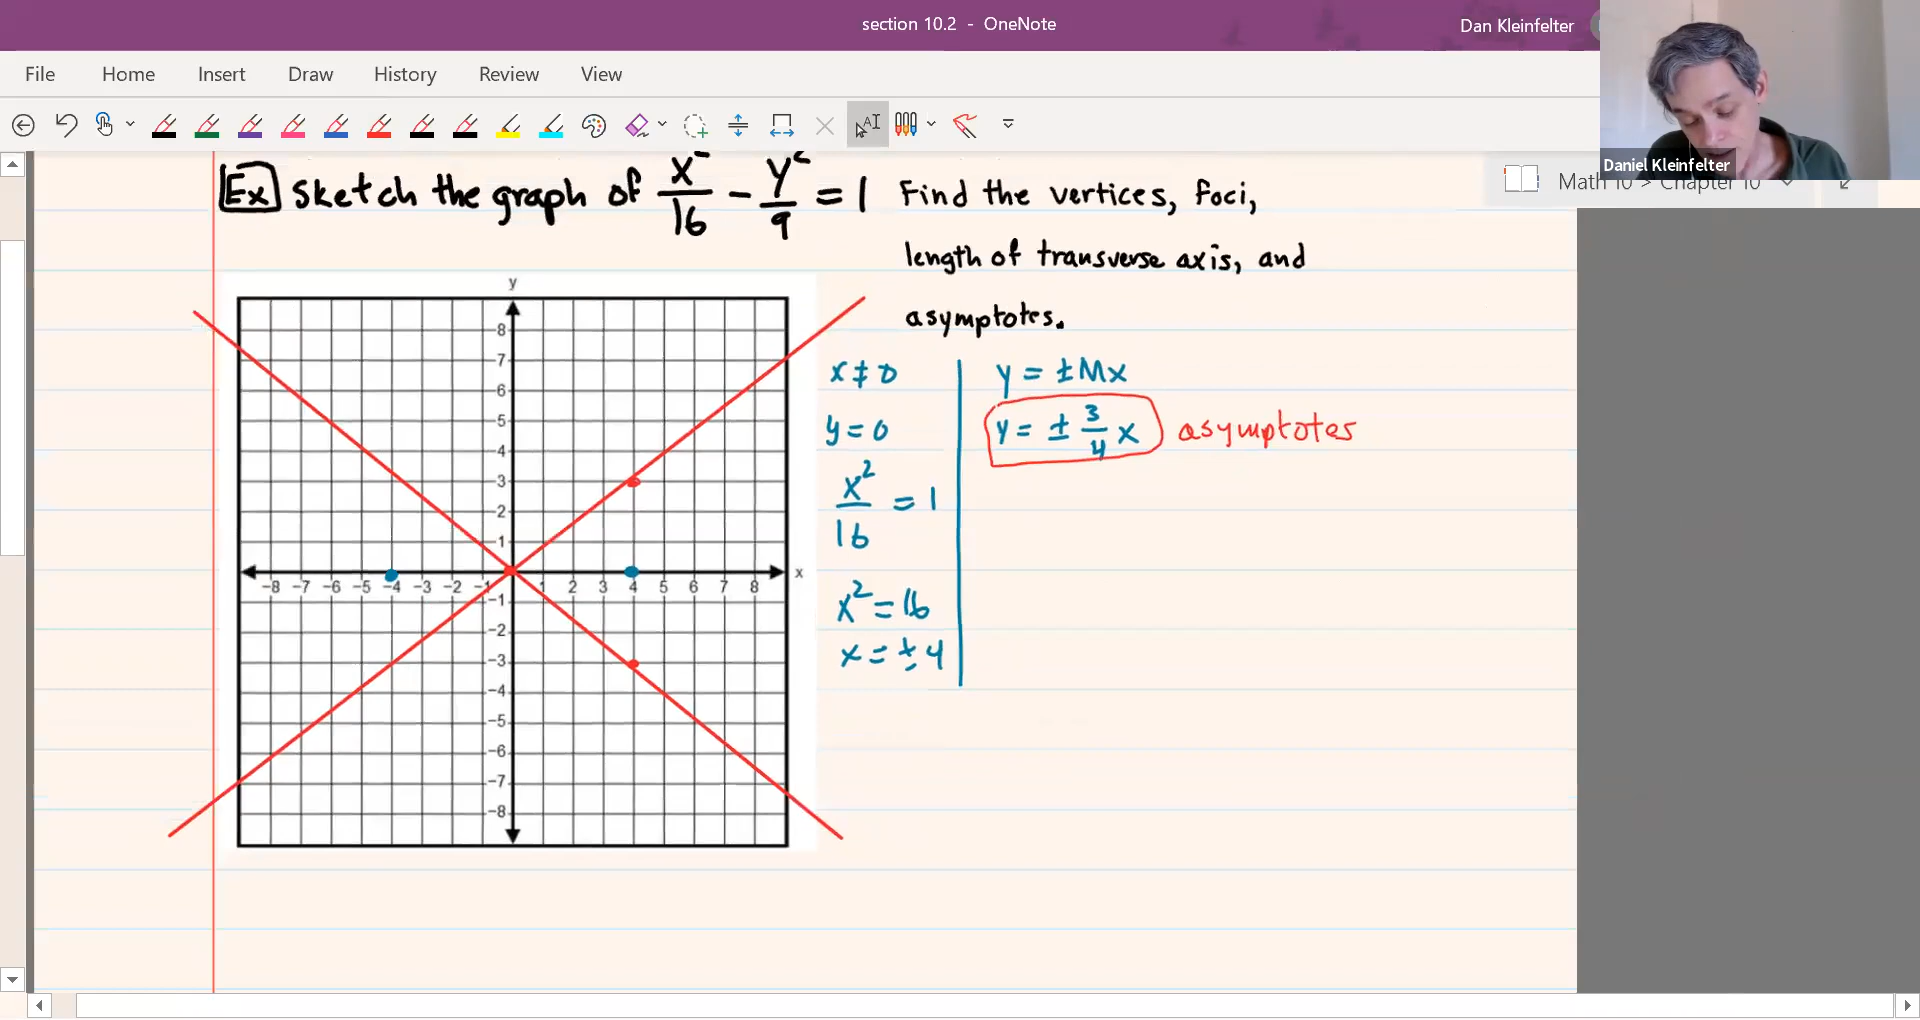 section 10.2 - OneNote
Dan Kleinfelter
File Home Insert Draw History Review View
Daniel Kleinfelter
Math 10 > Chapter 10
Ex Sketch the graph of x²/16 - y²/9 = 1 Find the vertices, foci,
length of transverse axis, and
asymptotes.
y
8
7
6
5
4
3
2
1
-8 -7 -6 -5 -4 -3 -2 -1 1 2 3 4 5 6 7 8 x
-1
-2
-3
-4
-5
-6
-7
-8
x ≠ 0
y = 0
x²/16 = 1
x² = 16
x = ± 4
y = ± Mx
y = ± 3/4 x asymptotes